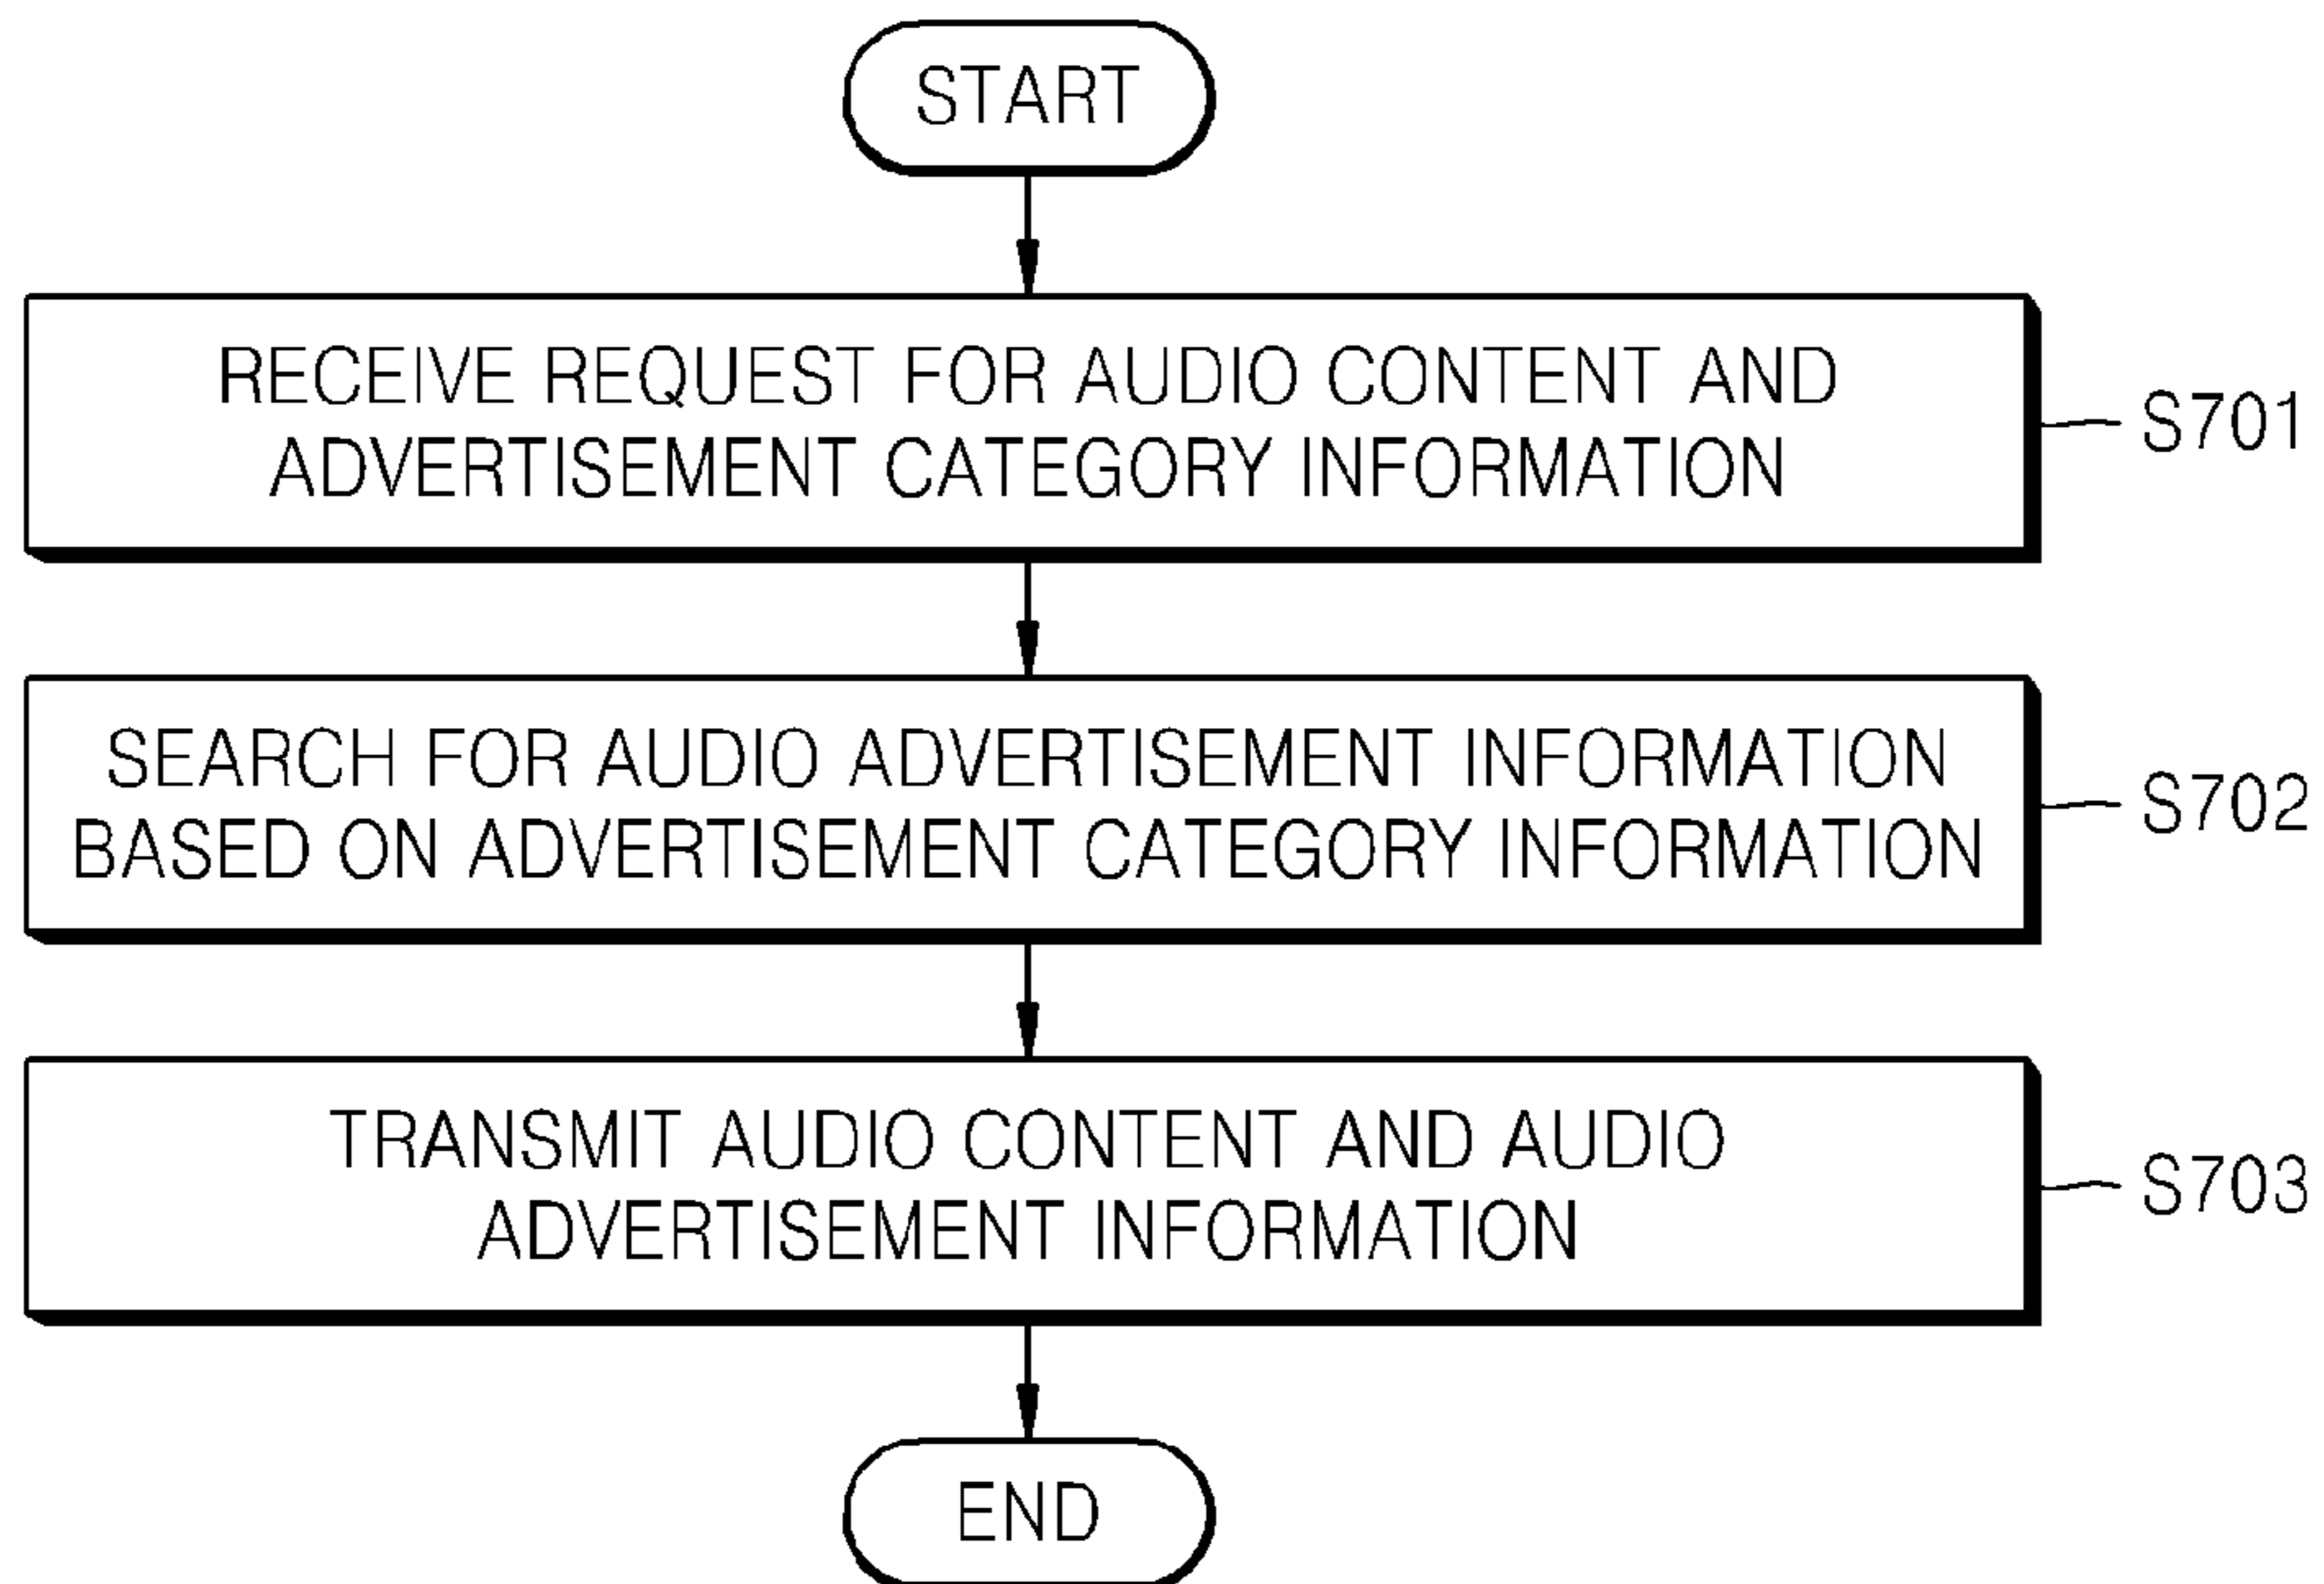 START
RECEIVE REQUEST FOR AUDIO CONTENT AND
ADVERTISEMENT CATEGORY INFORMATION
S701
SEARCH FOR AUDIO ADVERTISEMENT INFORMATION
BASED ON ADVERTISEMENT CATEGORY INFORMATION
S702
TRANSMIT AUDIO CONTENT AND AUDIO
ADVERTISEMENT INFORMATION
S703
END